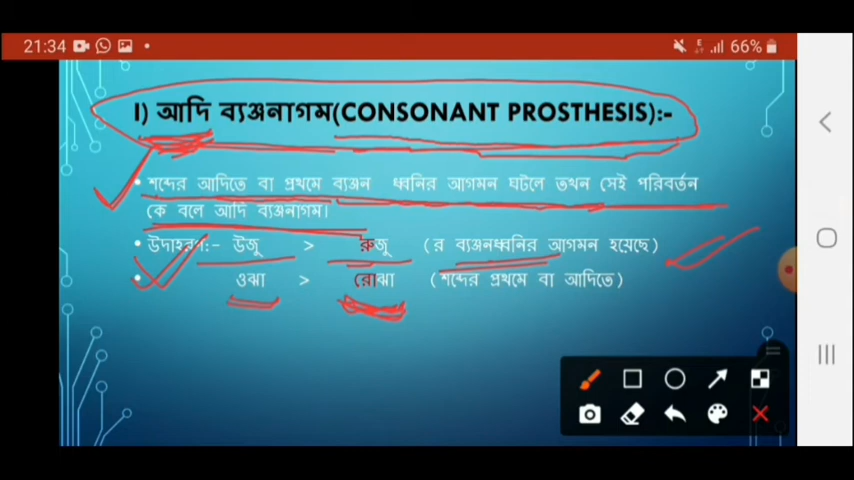 21:34
66%
I) আদি ব্যঞ্জনাগম(CONSONANT PROSTHESIS):-
• শব্দের আদিতে বা প্রথমে ব্যঞ্জন ধ্বনির আগমন ঘটলে তখন সেই পরিবর্তন
কে বলে আদি ব্যঞ্জনাগম।
• উদাহরণ:- উজু > রুজু (র ব্যঞ্জনধ্বনির আগমন হয়েছে)
• ওঝা > রোঝা (শব্দের প্রথমে বা আদিতে)